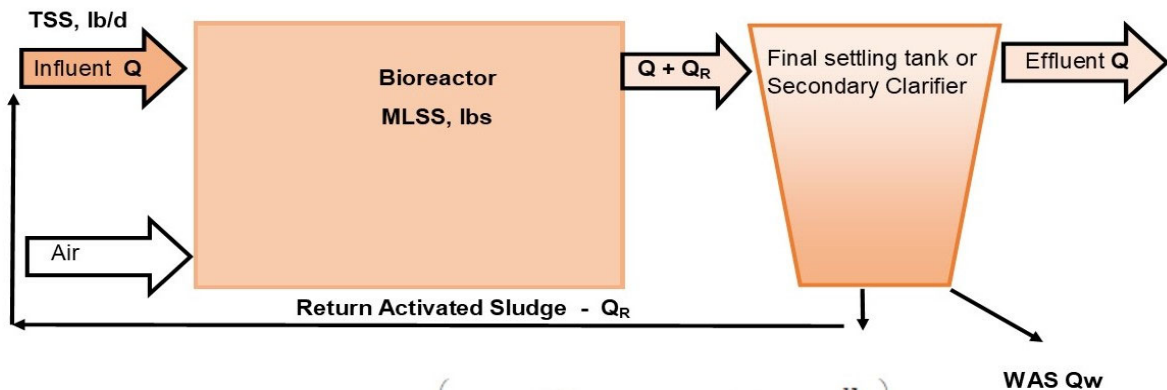 TSS, lb/d
Influent Q
Bioreactor
MLSS, lbs
Q + QR
Final settling tank or
Secondary Clarifier
Effluent Q
Air
Return Activated Sludge - QR
WAS Qw